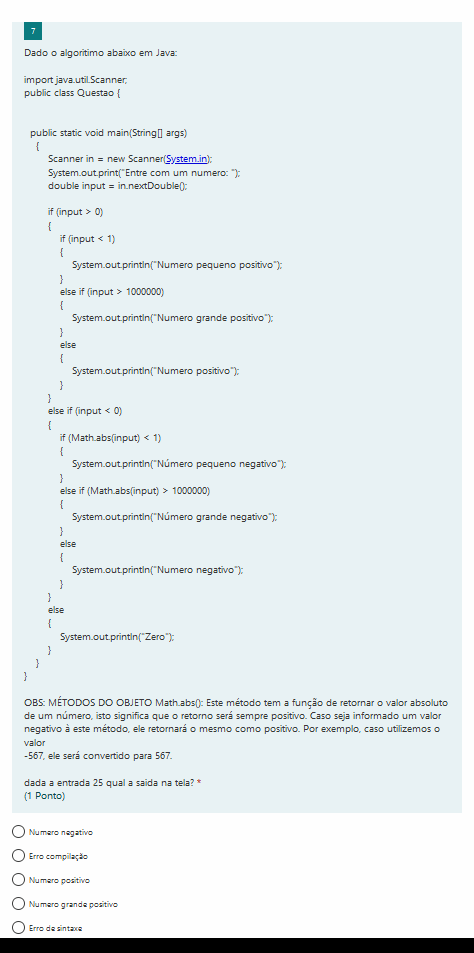 7
Dado o algoritimo abaixo em Java:
import java.util.Scanner;
public class Questao {
public static void main(String[] args)
{
Scanner in = new Scanner(System.in);
System.out.print("Entre com um numero: ");
double input = in.nextDouble();
if (input > 0)
{
if (input < 1)
{
System.out.println("Numero pequeno positivo");
}
else if (input > 1000000)
{
System.out.println("Numero grande positivo");
}
else
{
System.out.println("Numero positivo");
}
}
else if (input < 0)
{
if (Math.abs(input) < 1)
{
System.out.println("Número pequeno negativo");
}
else if (Math.abs(input) > 1000000)
{
System.out.println("Número grande negativo");
}
else
{
System.out.println("Numero negativo");
}
}
else
{
System.out.println("Zero");
}
}
}
OBS: MÉTODOS DO OBJETO Math.abs(): Este método tem a função de retornar o valor absoluto
de um número, isto significa que o retorno será sempre positivo. Caso seja informado um valor
negativo à este método, ele retornará o mesmo como positivo. Por exemplo, caso utilizemos o
valor
-567, ele será convertido para 567.
dada a entrada 25 qual a saida na tela? *
(1 Ponto)
Numero negativo
Erro compilação
Numero positivo
Numero grande positivo
Erro de sintaxe